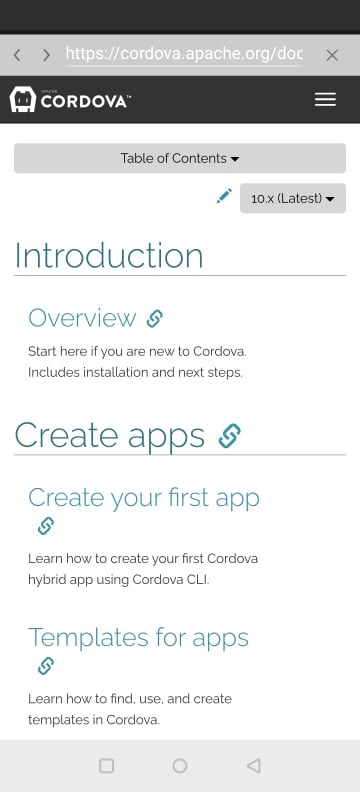 https://cordova.apache.org/doc
APACHE
CORDOVA™
Table of Contents
10.x (Latest)
Introduction
Overview
Start here if you are new to Cordova.
Includes installation and next steps.
Create apps
Create your first app
Learn how to create your first Cordova
hybrid app using Cordova CLI.
Templates for apps
Learn how to find, use, and create
templates in Cordova.